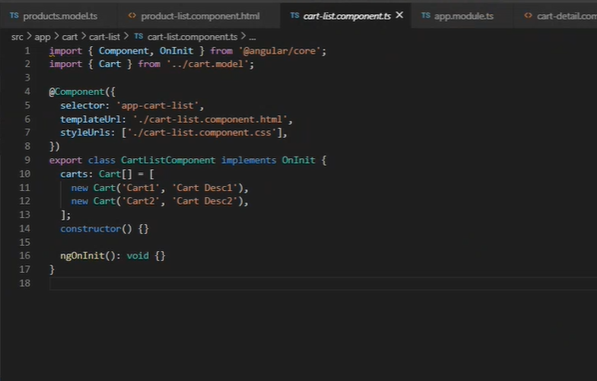 TS products.model.ts <> product-list.component.html TS cart-list.component.ts × TS app.module.ts <> cart-detail.com
src > app > cart > cart-list > TS cart-list.component.ts > ...
1 import { Component, OnInit } from '@angular/core';
2 import { Cart } from '../cart.model';
3
4 @Component({
5 selector: 'app-cart-list',
6 templateUrl: './cart-list.component.html',
7 styleUrls: ['./cart-list.component.css'],
8 })
9 export class CartListComponent implements OnInit {
10 carts: Cart[] = [
11 new Cart('Cart1', 'Cart Desc1'),
12 new Cart('Cart2', 'Cart Desc2'),
13 ];
14 constructor() {}
15
16 ngOnInit(): void {}
17 }
18